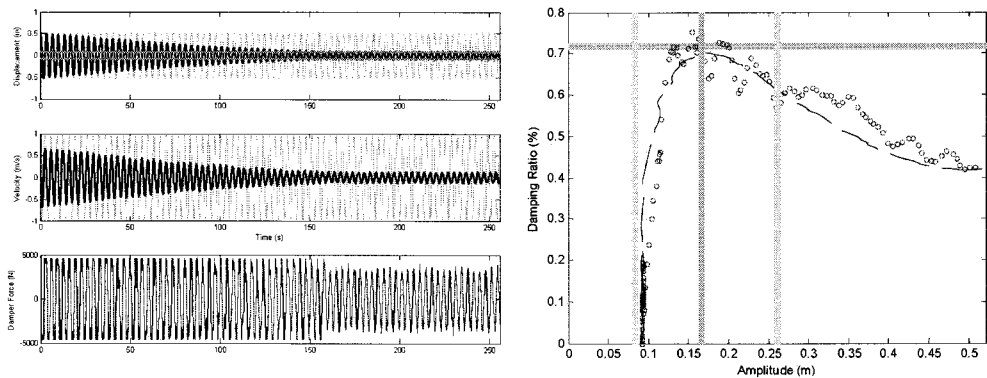 Displacement (m)
1
0.5
0
-0.5
-1
0 50 100 150 200 250
Velocity (m/s)
1
0.5
0
-0.5
-1
0 50 100 150 200 250
Time (s)
Damper Force (N)
5000
0
-5000
0 50 100 150 200 250
Damping Ratio (%)
0.8
0.7
0.6
0.5
0.4
0.3
0.2
0.1
0
0 0.05 0.1 0.15 0.2 0.25 0.3 0.35 0.4 0.45 0.5
Amplitude (m)